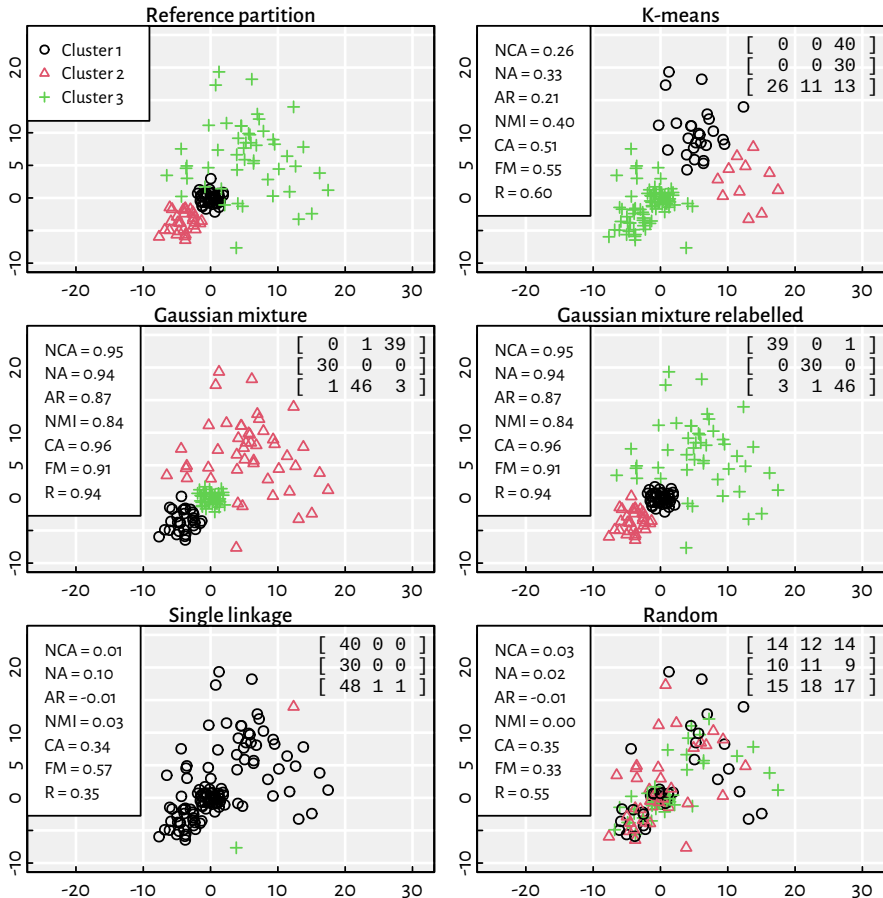 Reference partition
Cluster 1
Cluster 2
Cluster 3
20
10
5
0
-10
-20 -10 0 10 20 30
K-means
NCA = 0.26
NA = 0.33
AR = 0.21
NMI = 0.40
CA = 0.51
FM = 0.55
R = 0.60
[ 0 0 40 ]
[ 0 0 30 ]
[ 26 11 13 ]
20
10
5
0
-10
-20 -10 0 10 20 30
Gaussian mixture
NCA = 0.95
NA = 0.94
AR = 0.87
NMI = 0.84
CA = 0.96
FM = 0.91
R = 0.94
[ 0 1 39 ]
[ 30 0 0 ]
[ 1 46 3 ]
20
10
5
0
-10
-20 -10 0 10 20 30
Gaussian mixture relabelled
NCA = 0.95
NA = 0.94
AR = 0.87
NMI = 0.84
CA = 0.96
FM = 0.91
R = 0.94
[ 39 0 1 ]
[ 0 30 0 ]
[ 3 1 46 ]
20
10
5
0
-10
-20 -10 0 10 20 30
Single linkage
NCA = 0.01
NA = 0.10
AR = -0.01
NMI = 0.03
CA = 0.34
FM = 0.57
R = 0.35
[ 40 0 0 ]
[ 30 0 0 ]
[ 48 1 1 ]
20
10
5
0
-10
-20 -10 0 10 20 30
Random
NCA = 0.03
NA = 0.02
AR = -0.01
NMI = 0.00
CA = 0.35
FM = 0.33
R = 0.55
[ 14 12 14 ]
[ 10 11 9 ]
[ 15 18 17 ]
20
10
5
0
-10
-20 -10 0 10 20 30